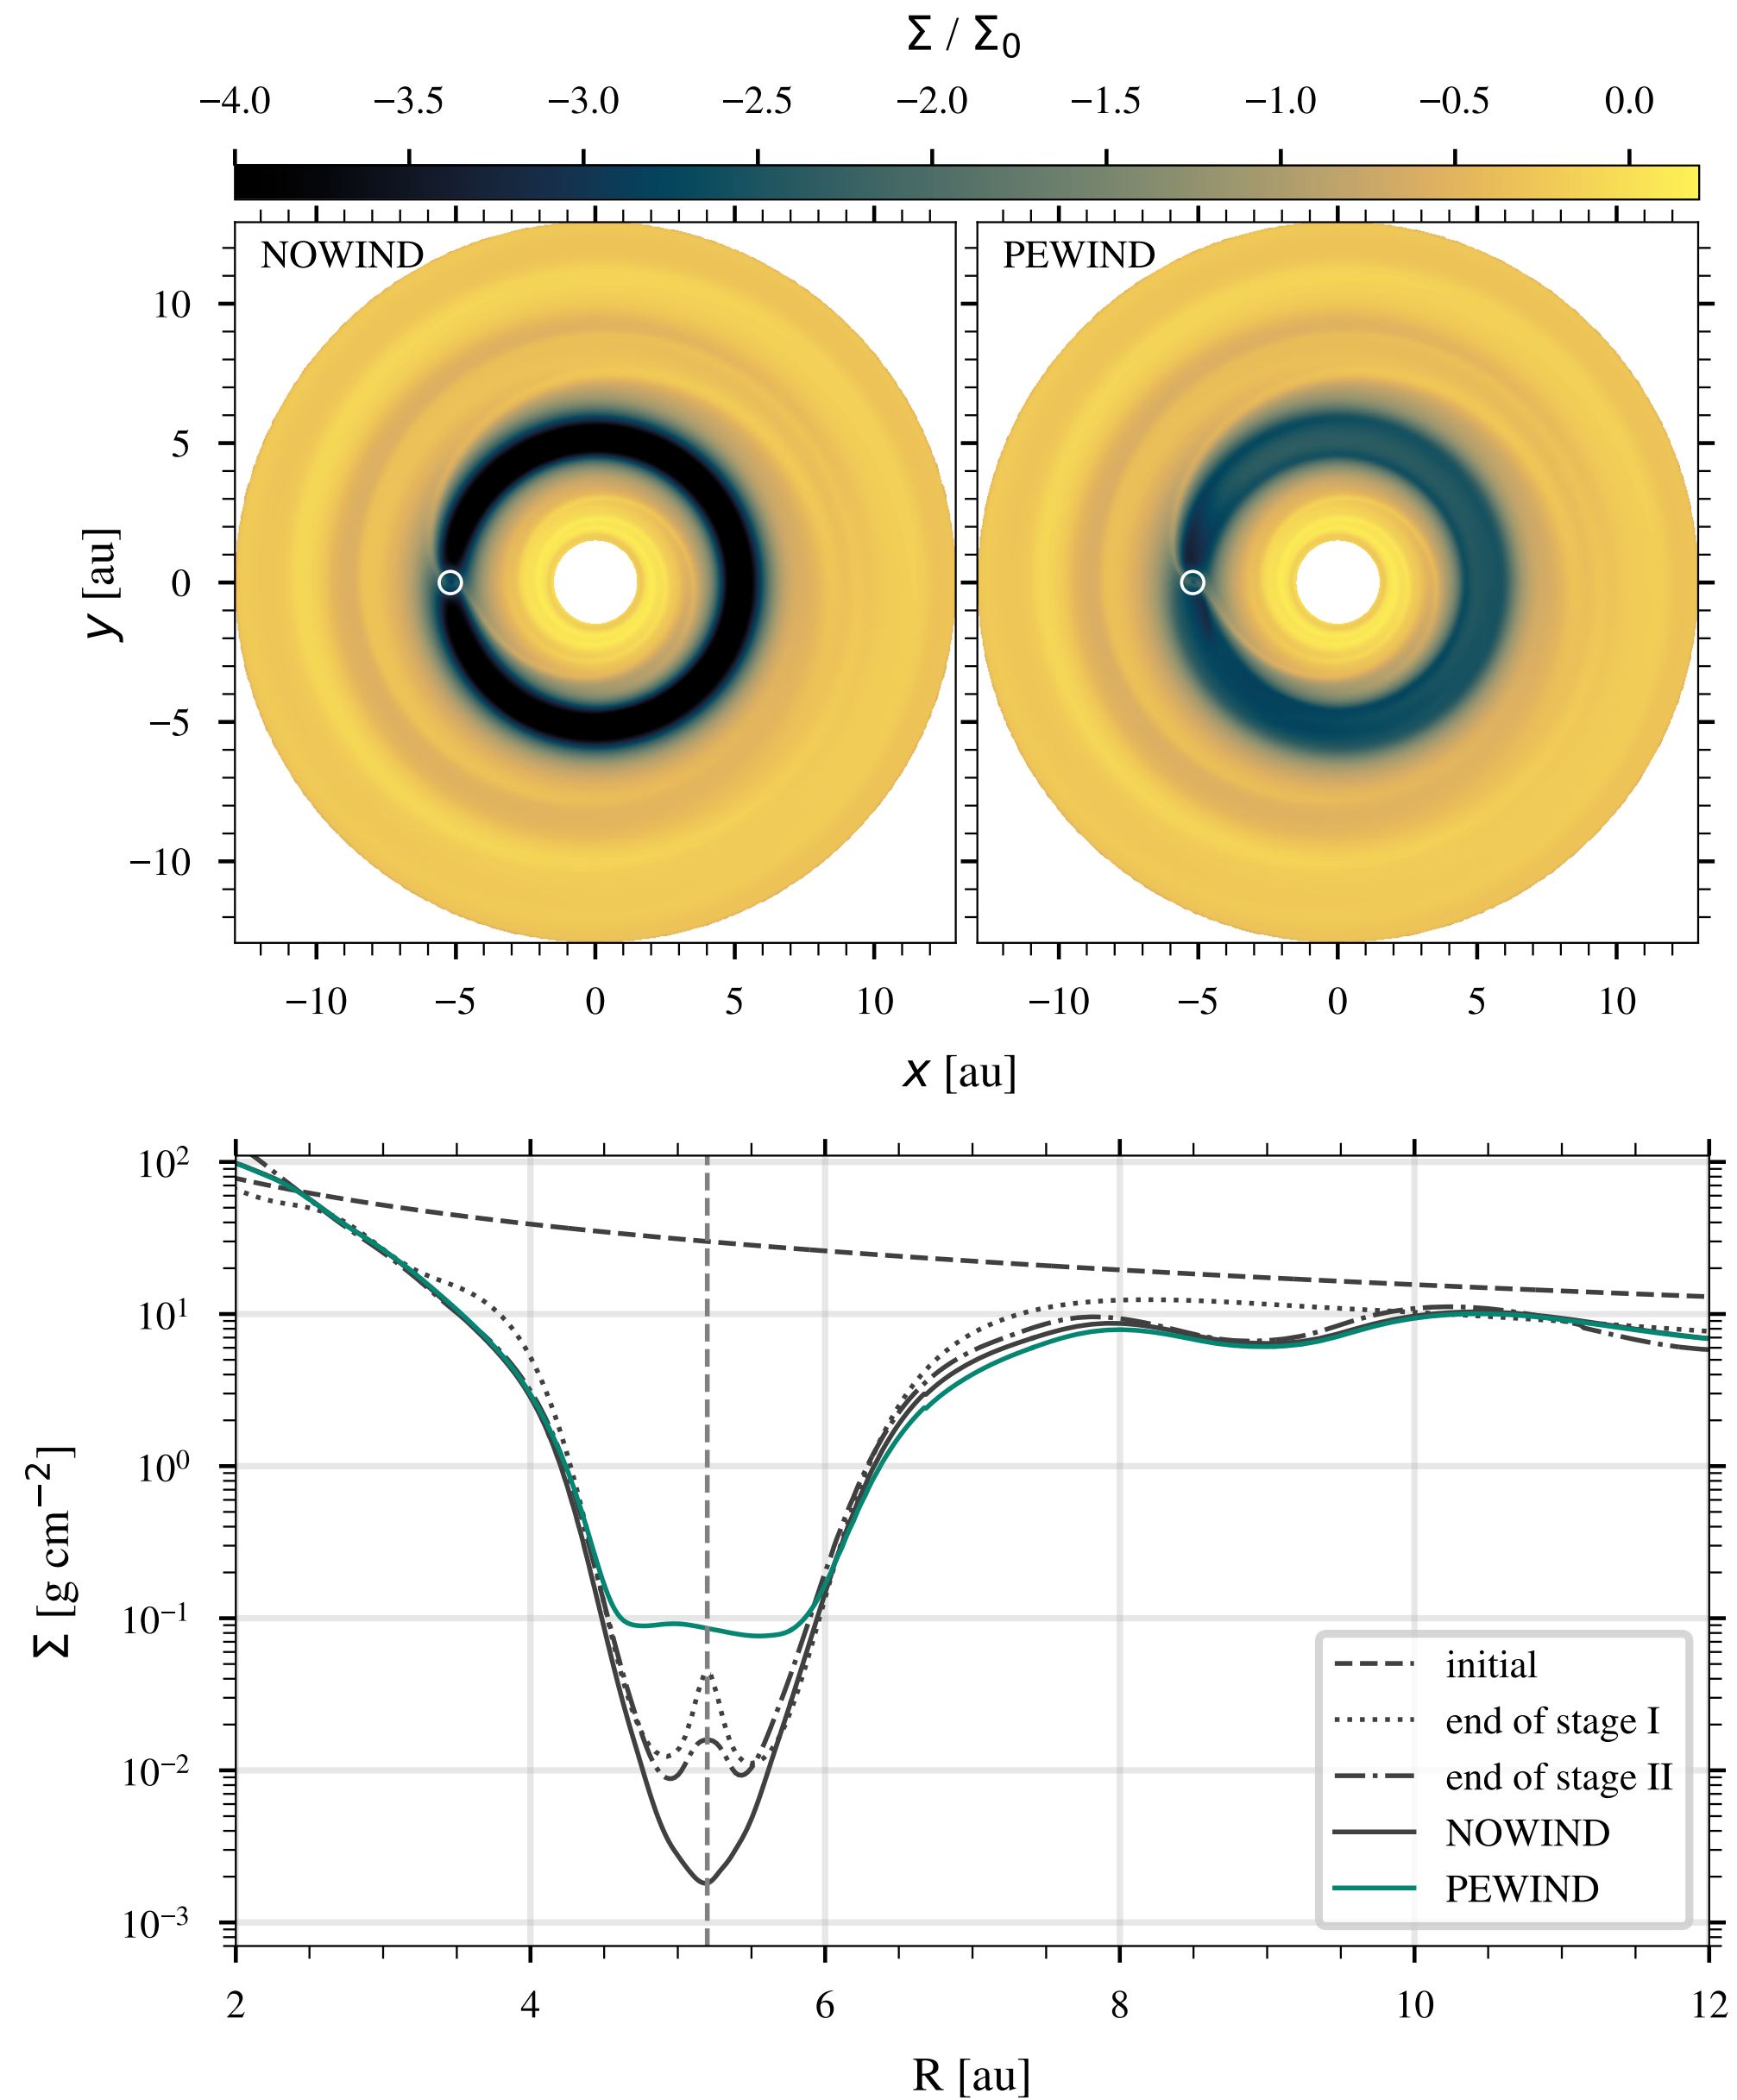 Σ / Σ₀
−4.0 −3.5 −3.0 −2.5 −2.0 −1.5 −1.0 −0.5 0.0
NOWIND PEWIND
10
5
0
−5
−10
y [au]
−10 −5 0 5 10 −10 −5 0 5 10
x [au]
10²
10¹
10⁰
10⁻¹
10⁻²
10⁻³
Σ [g cm⁻²]
initial
end of stage I
end of stage II
NOWIND
PEWIND
2 4 6 8 10 12
R [au]